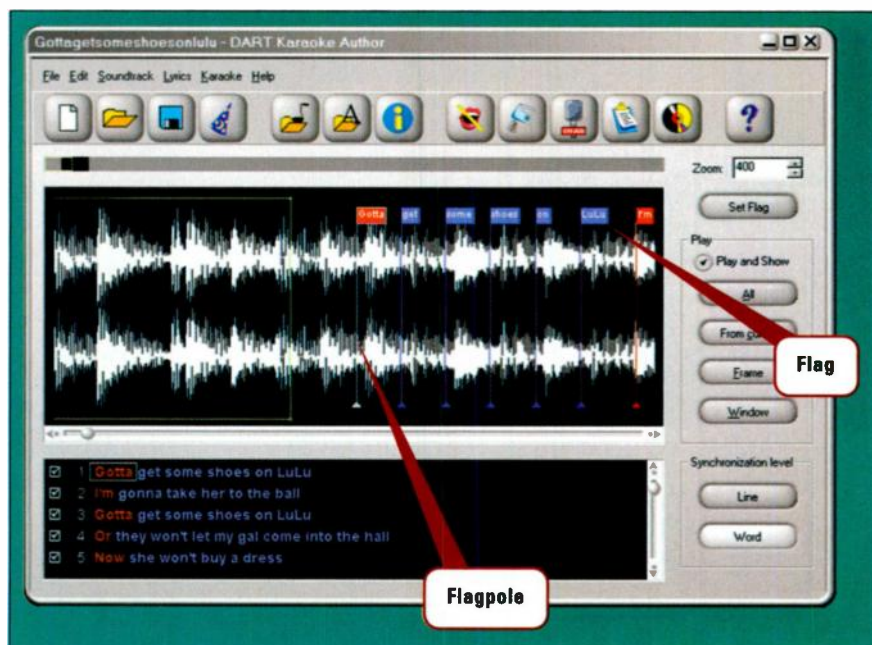 Gottagetsomeshoesonlulu - DART Karaoke Author
File Edit Soundtrack Lyrics Karaoke Help
Zoom: 400
Set Flag
Gotta get some shoes on LuLu I'm
Play
Play and Show
All
From
Frame
Window
Flag
Synchronization level
Line
Word
1 Gotta get some shoes on LuLu
2 I'm gonna take her to the ball
3 Gotta get some shoes on LuLu
4 Or they won't let my gal come into the hall
5 Now she won't buy a dress
Flagpole